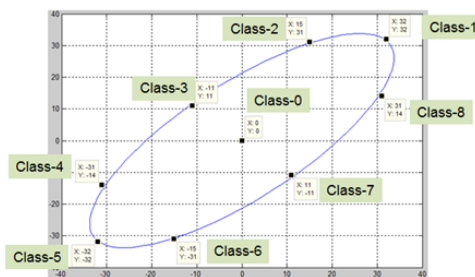 Class-2
X: 15
Y: 31
X: 32
Y: 32
Class-1
Class-3
X: -11
Y: 11
Class-0
X: 0
Y: 0
X: 31
Y: 14
Class-8
Class-4
X: -31
Y: -14
X: 11
Y: -11
Class-7
Class-5
X: -32
Y: -32
X: -15
Y: -31
Class-6
40
30
20
10
0
-10
-20
-30
-40
-30
-20
-10
0
10
20
30
40